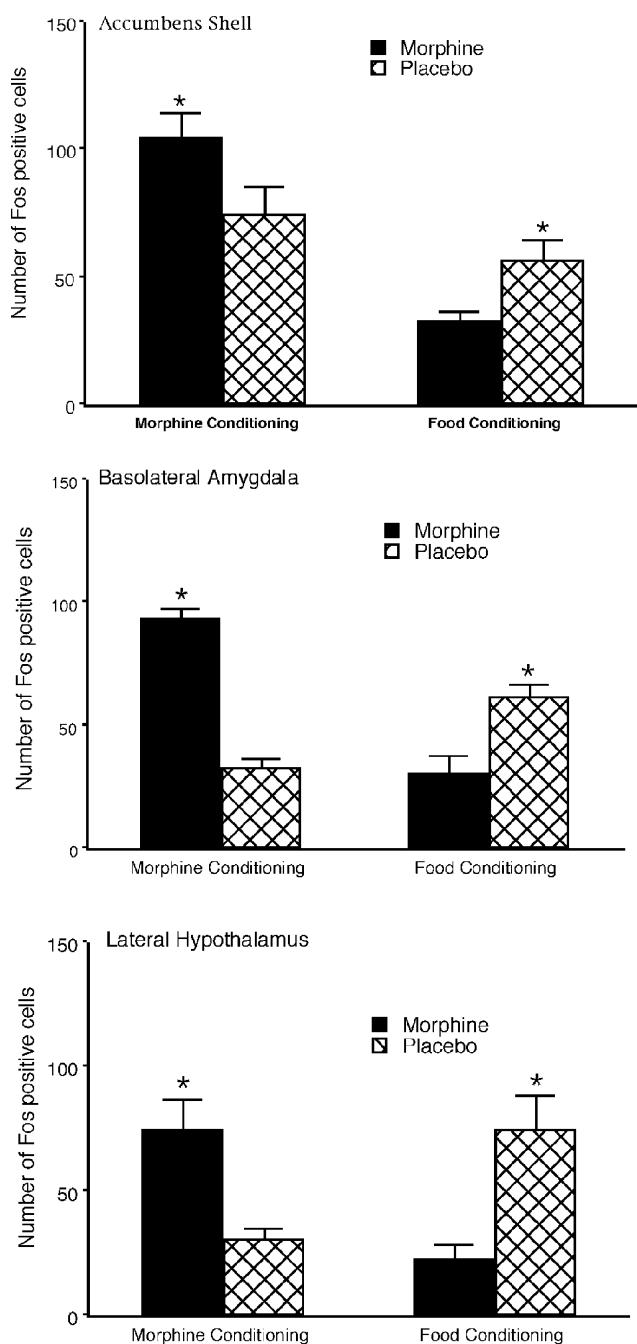 Accumbens Shell
Number of Fos positive cells
150
100
50
0
Morphine
Placebo
*
*
Morphine Conditioning
Food Conditioning
Basolateral Amygdala
Number of Fos positive cells
150
100
50
0
Morphine
Placebo
*
*
Morphine Conditioning
Food Conditioning
Lateral Hypothalamus
Number of Fos positive cells
150
100
50
0
Morphine
Placebo
*
*
Morphine Conditioning
Food Conditioning